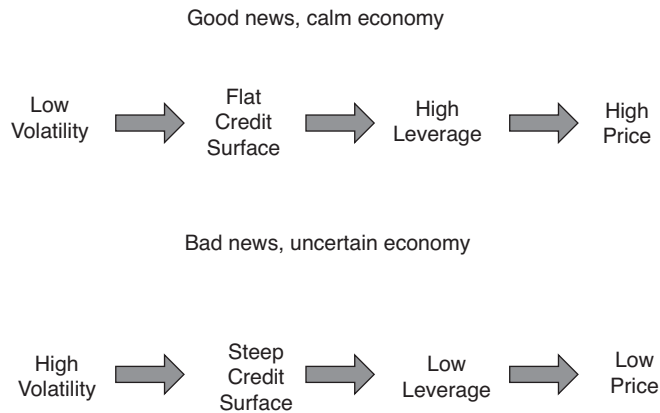 Good news, calm economy
Low
Volatility
Flat
Credit
Surface
High
Leverage
High
Price
Bad news, uncertain economy
High
Volatility
Steep
Credit
Surface
Low
Leverage
Low
Price